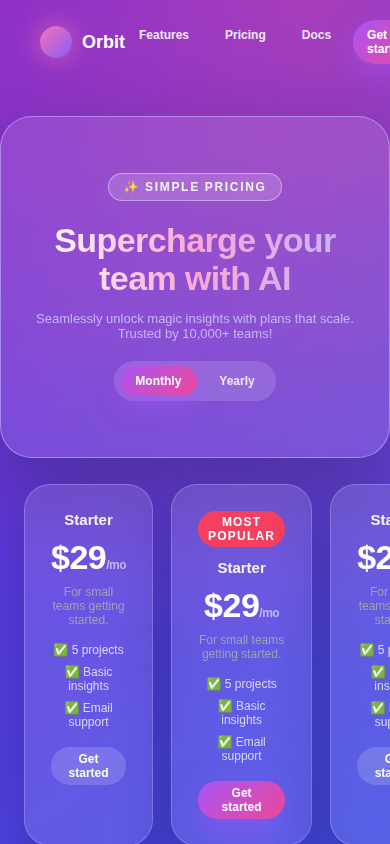 Orbit
Features
Pricing
Docs
Get
✨ SIMPLE PRICING
Supercharge your
team with AI
Seamlessly unlock magic insights with plans that scale.
Trusted by 10,000+ teams!
Monthly
Yearly
Starter
$29/mo
For small
teams getting
started.
✅ 5 projects
✅ Basic
insights
✅ Email
support
Get
started
MOST
POPULAR
Starter
$29/mo
For small teams
getting started.
✅ 5 projects
✅ Basic
insights
✅ Email
support
Get
started
For
✅ 5
✅
✅